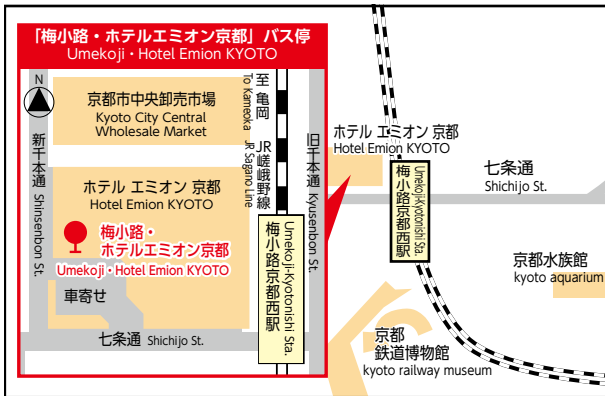 「梅小路・ホテルエミオン京都」バス停
Umekoji・Hotel Emion KYOTO
N
京都市中央卸売市場
Kyoto City Central
Wholesale Market
至 亀岡
To Kameoka
JR嵯峨野線
JR Sagano Line
新千本通 Shinsenbon St.
旧千本通 Kyusenbon St.
ホテル エミオン 京都
Hotel Emion KYOTO
梅小路・
ホテルエミオン京都
Umekoji・Hotel Emion KYOTO
車寄せ
Umekoji-Kyotonishi Sta.
梅小路京都西駅
七条通 Shichijo St.
ホテル エミオン 京都
Hotel Emion KYOTO
Umekoji-Kyotonishi Sta.
梅小路京都西駅
七条通
Shichijo St.
京都水族館
kyoto aquarium
京都
鉄道博物館
kyoto railway museum